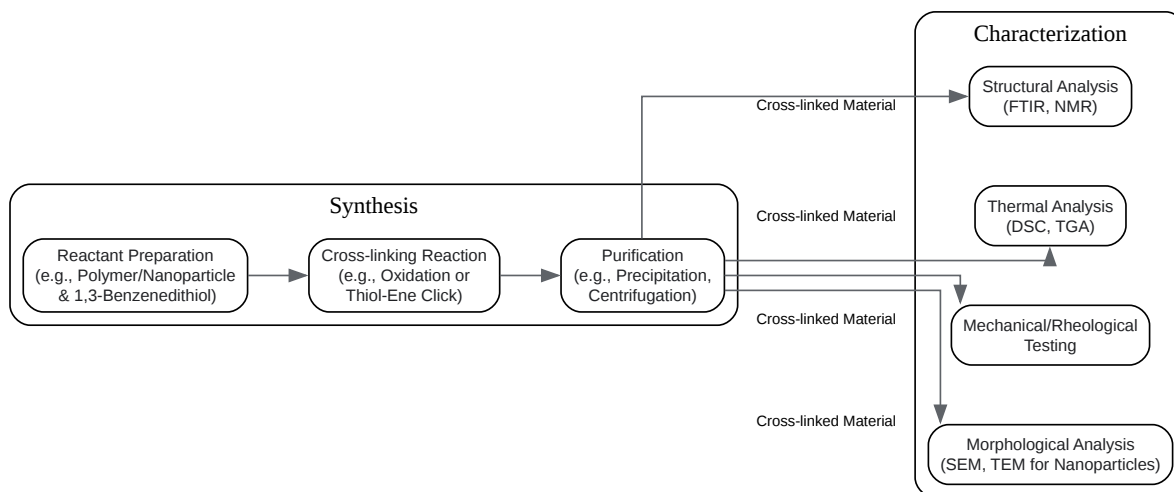 Characterization
Structural Analysis
(FTIR, NMR)
Cross-linked Material
Synthesis
Cross-linked Material
Thermal Analysis
(DSC, TGA)
Reactant Preparation
(e.g., Polymer/Nanoparticle
& 1,3-Benzenedithiol)
Cross-linking Reaction
(e.g., Oxidation or
Thiol-Ene Click)
Purification
(e.g., Precipitation,
Centrifugation)
Cross-linked Material
Mechanical/Rheological
Testing
Cross-linked Material
Morphological Analysis
(SEM, TEM for Nanoparticles)